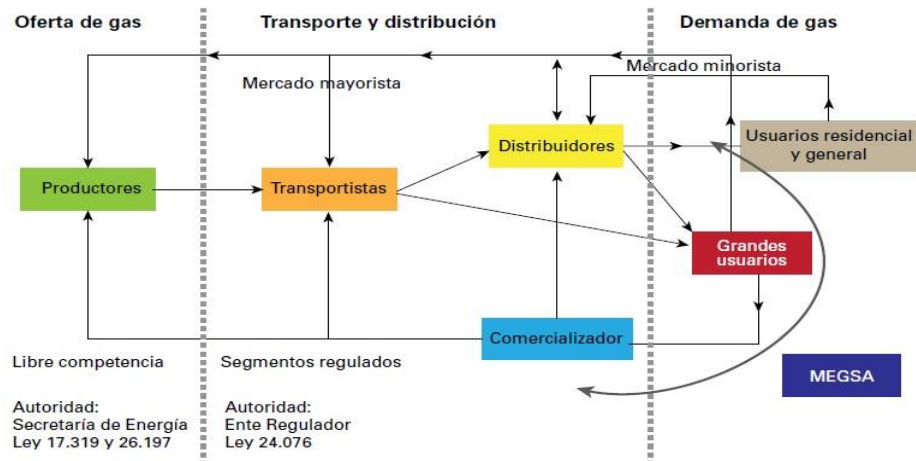 Oferta de gas
Transporte y distribución
Demanda de gas
Mercado mayorista
Mercado minorista
Productores
Transportistas
Distribuidores
Usuarios residencial
y general
Grandes
usuarios
Comercializador
MEGSA
Libre competencia
Autoridad:
Secretaría de Energía
Ley 17.319 y 26.197
Segmentos regulados
Autoridad:
Ente Regulador
Ley 24.076